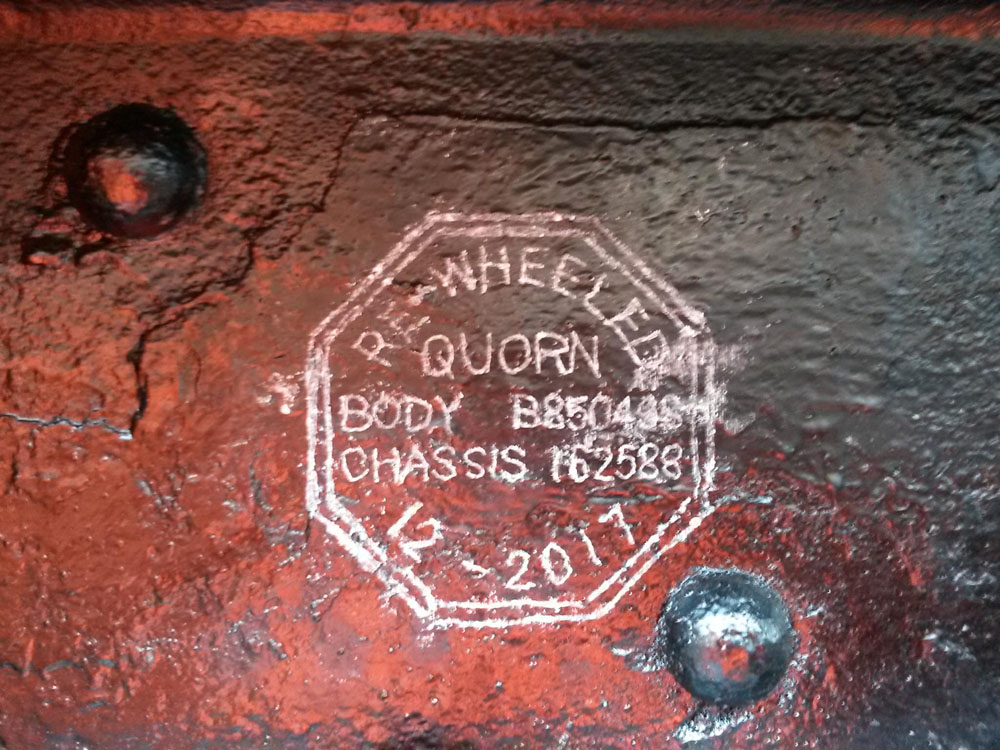 RE-WHEELED
QUORN
BODY
CHASSIS 162588
12-2017